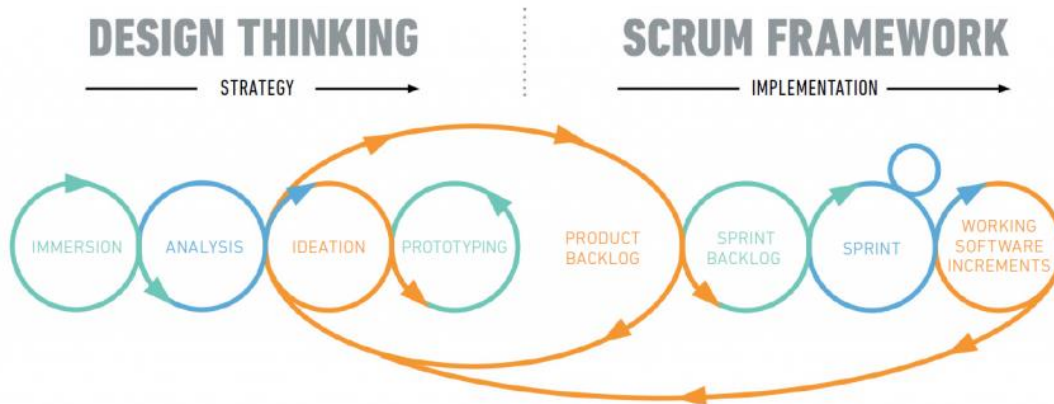 DESIGN THINKING
STRATEGY
SCRUM FRAMEWORK
IMPLEMENTATION
IMMERSION
ANALYSIS
IDEATION
PROTOTYPING
PRODUCT
BACKLOG
SPRINT
BACKLOG
SPRINT
WORKING
SOFTWARE
INCREMENTS